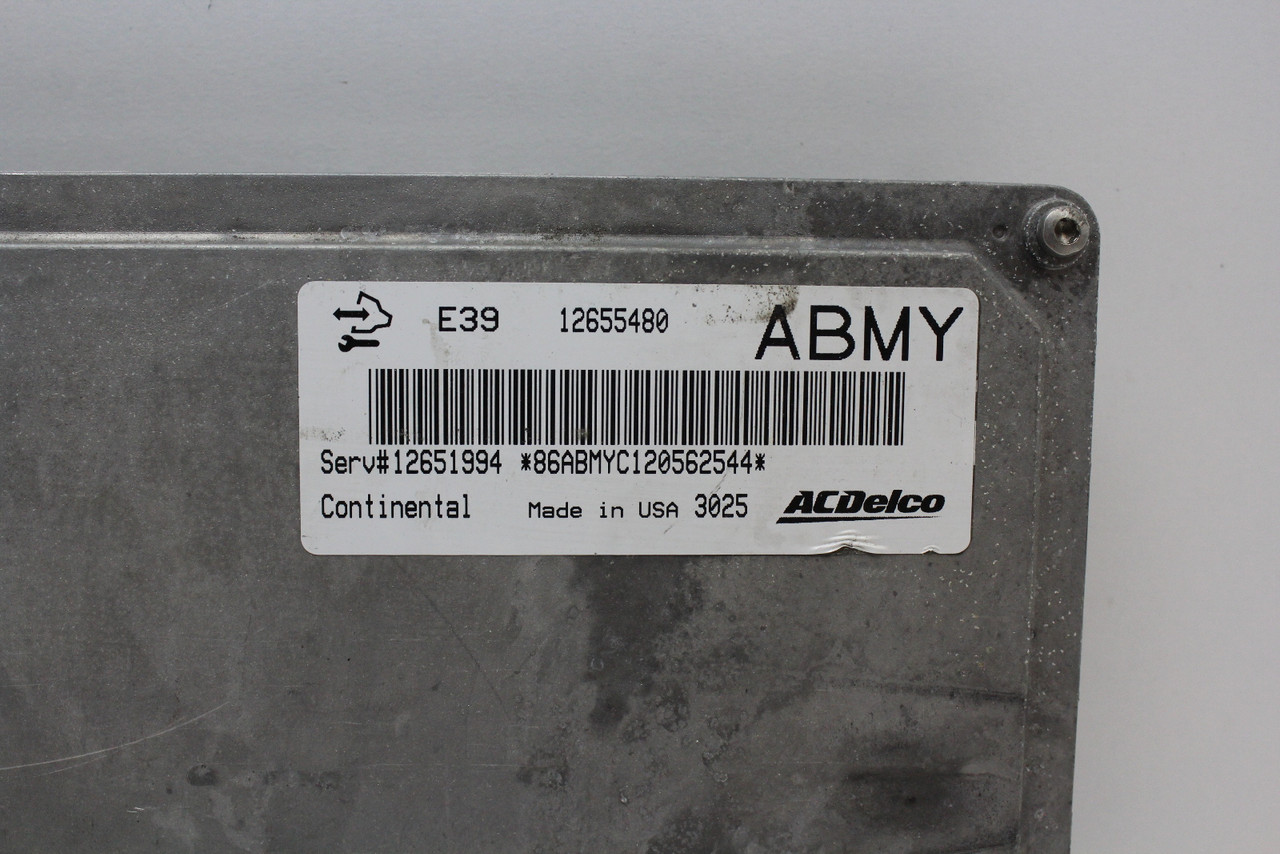 E39 12655480 ABMY
Serv#12651994 *86ABMYC120562544*
Continental Made in USA 3025 ACDelco